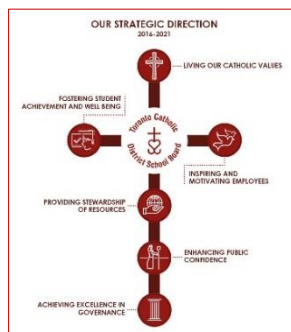 OUR STRATEGIC DIRECTION
2016-2021
LIVING OUR CATHOLIC VALUES
FOSTERING STUDENT
ACHIEVEMENT AND WELL BEING
Toronto Catholic
District School Board
INSPIRING AND
MOTIVATING EMPLOYEES
PROVIDING STEWARDSHIP
OF RESOURCES
ENHANCING PUBLIC
CONFIDENCE
ACHIEVING EXCELLENCE IN
GOVERNANCE